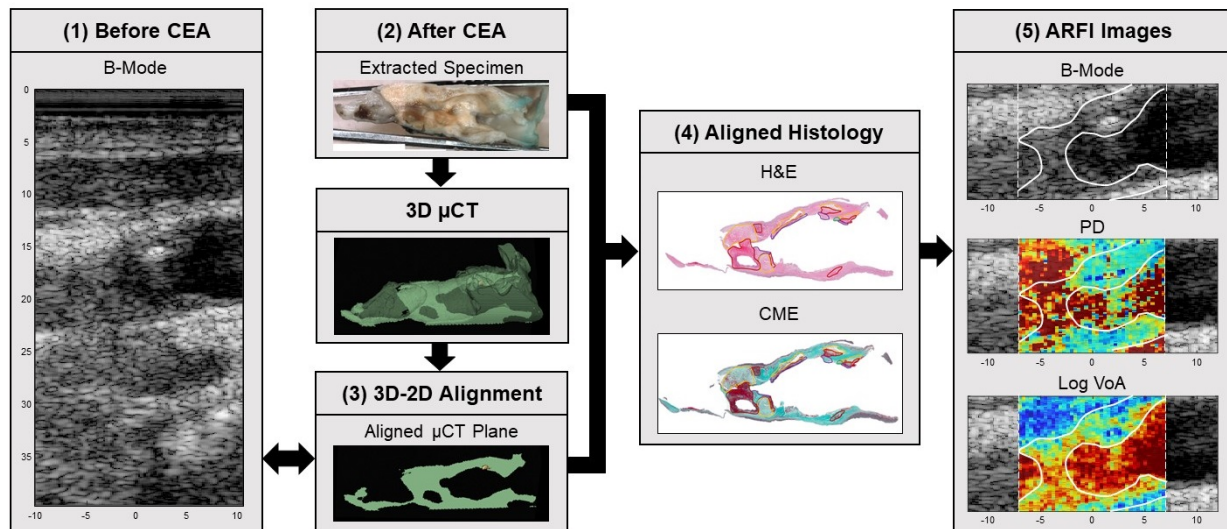 (1) Before CEA
B-Mode
0
5
10
15
20
25
30
35
-10 -5 0 5 10
(2) After CEA
Extracted Specimen
3D µCT
(3) 3D-2D Alignment
Aligned µCT Plane
(4) Aligned Histology
H&E
CME
(5) ARFI Images
B-Mode
-10 -5 0 5 10
PD
-10 -5 0 5 10
Log VoA
-10 -5 0 5 10